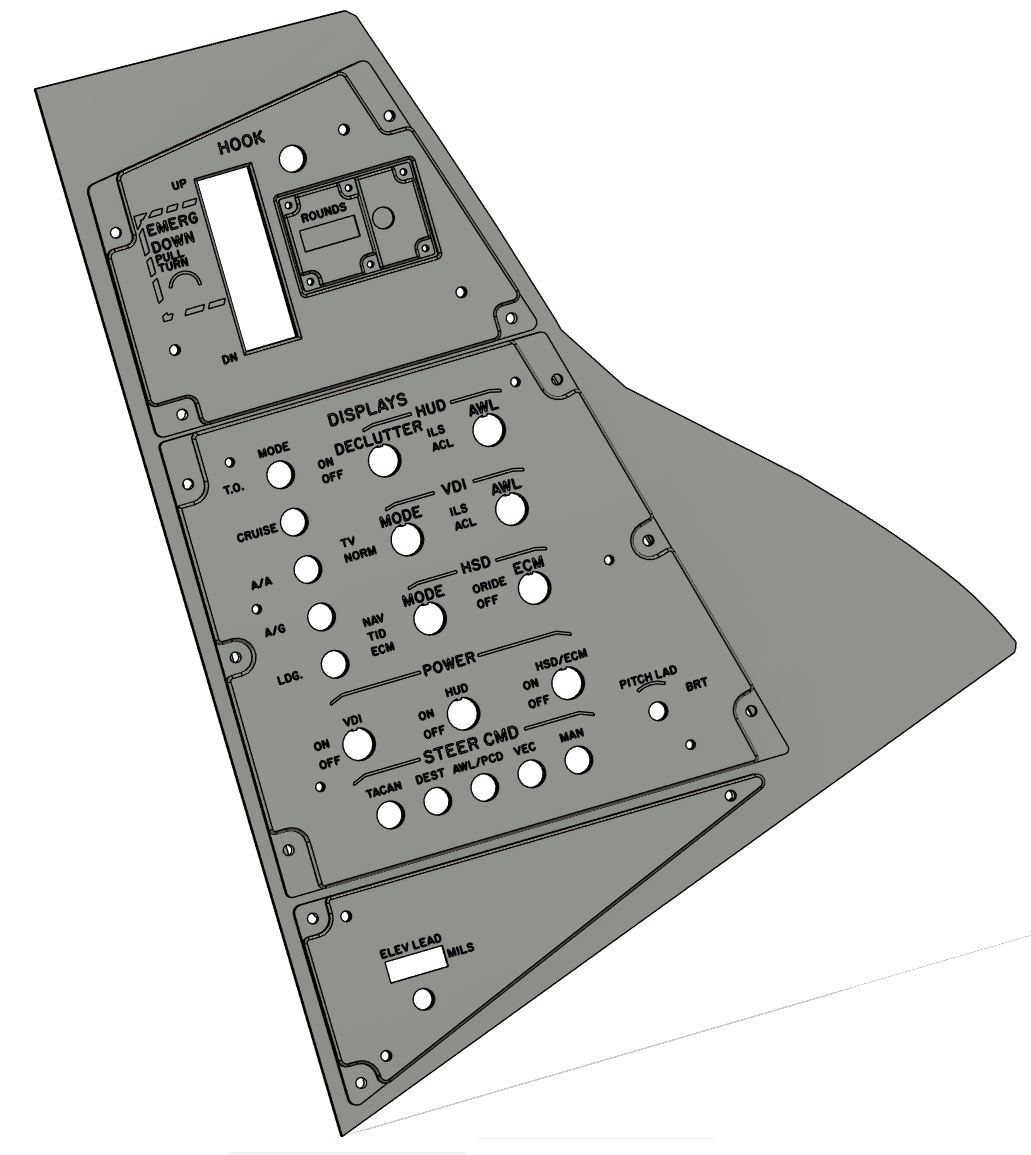 HOOK
UP
EMERG
DOWN
PULL
TURN
ROUNDS
DN
DISPLAYS
HUD
AWL
DECLUTTER
ILS
ACL
ON
OFF
MODE
T.O.
CRUISE
A/A
A/G
LDG.
VDI
AWL
MODE
ILS
ACL
TV
NORM
HSD
ECM
MODE
ORIDE
OFF
NAV
TID
ECM
POWER
HSD/ECM
ON
OFF
HUD
ON
OFF
VDI
ON
OFF
PITCH LAD
BRT
STEER CMD
TACAN
DEST
AWL/PCD
VEC
MAN
ELEV LEAD
MILS